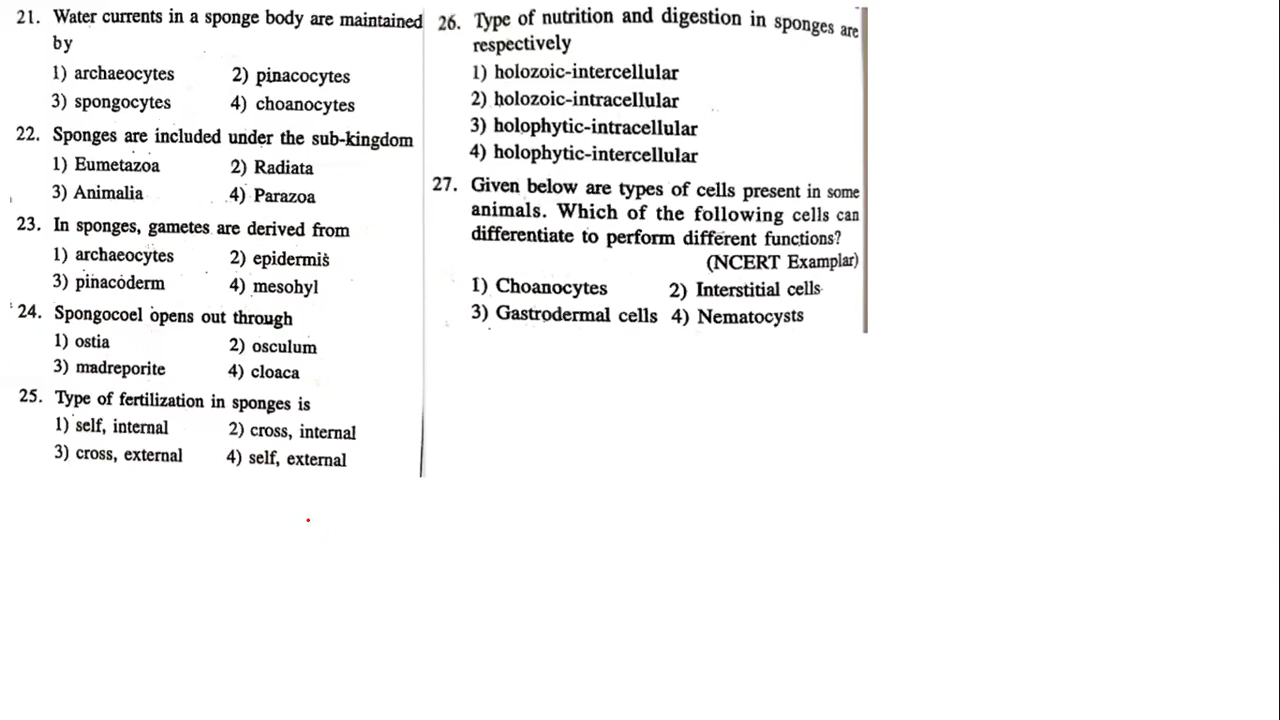 21. Water currents in a sponge body are maintained
by
1) archaeocytes 2) pinacocytes
3) spongocytes 4) choanocytes
22. Sponges are included under the sub-kingdom
1) Eumetazoa 2) Radiata
3) Animalia 4) Parazoa
23. In sponges, gametes are derived from
1) archaeocytes 2) epidermis
3) pinacoderm 4) mesohyl
24. Spongocoel opens out through
1) ostia 2) osculum
3) madreporite 4) cloaca
25. Type of fertilization in sponges is
1) self, internal 2) cross, internal
3) cross, external 4) self, external
26. Type of nutrition and digestion in sponges are
respectively
1) holozoic-intercellular
2) holozoic-intracellular
3) holophytic-intracellular
4) holophytic-intercellular
27. Given below are types of cells present in some
animals. Which of the following cells can
differentiate to perform different functions?
(NCERT Examplar)
1) Choanocytes 2) Interstitial cells
3) Gastrodermal cells 4) Nematocysts